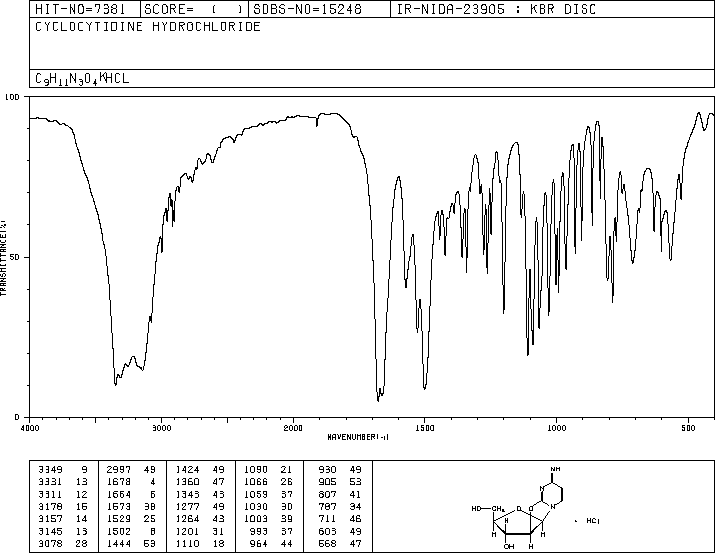 HIT-NO=7381 SCORE= ( ) SDBS-NO=15248 IR-NIDA-23905 : KBR DISC
CYCLOCYTIDINE HYDROCHLORIDE
C9H11N3O4*HCL
100
50
0
TRANSMITTANCE(%)
4000 3000 2000 1500 1000 500
WAVENUMBER(-1)
3349 9 2997 49 1424 49 1090 21 930 49
3331 13 1678 4 1360 47 1066 26 905 53
3311 12 1664 6 1343 43 1059 37 807 41
3178 15 1573 38 1277 49 1030 30 787 34
3157 14 1529 25 1264 43 1003 39 711 46
3145 13 1502 8 1201 31 993 37 603 49
3078 28 1444 53 1110 18 964 44 568 47
NH
N
HO-CH2 O O N
H H H
OH H
• HCl